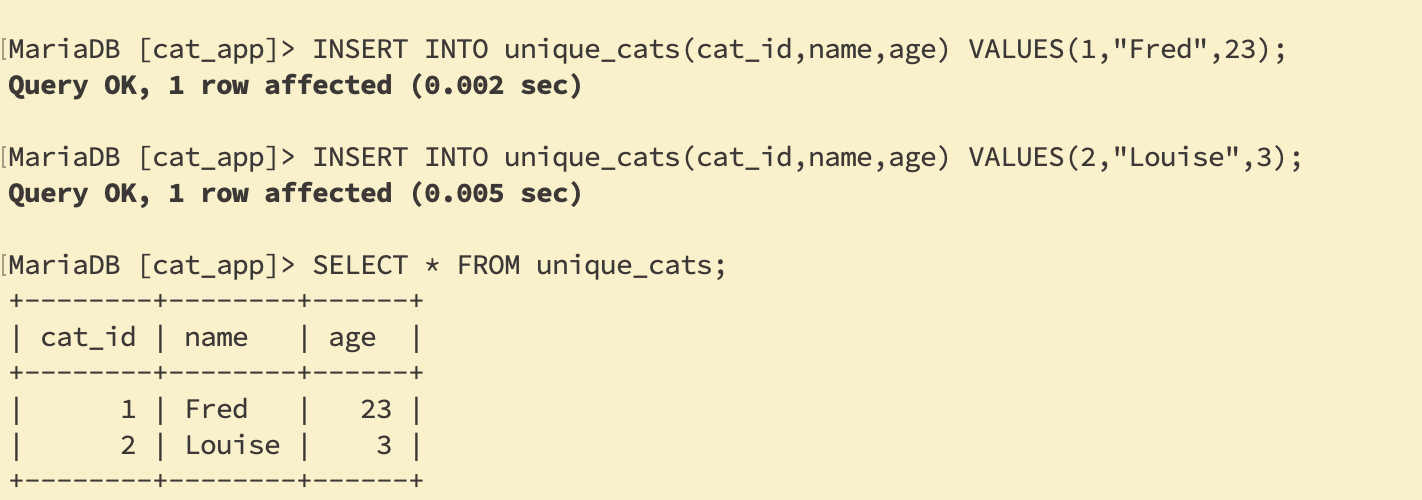 [MariaDB [cat_app]> INSERT INTO unique_cats(cat_id,name,age) VALUES(1,"Fred",23);
Query OK, 1 row affected (0.002 sec)
[MariaDB [cat_app]> INSERT INTO unique_cats(cat_id,name,age) VALUES(2,"Louise",3);
Query OK, 1 row affected (0.005 sec)
[MariaDB [cat_app]> SELECT * FROM unique_cats;
+--------+--------+------+
| cat_id | name   | age  |
+--------+--------+------+
|      1 | Fred   |   23 |
|      2 | Louise |    3 |
+--------+--------+------+